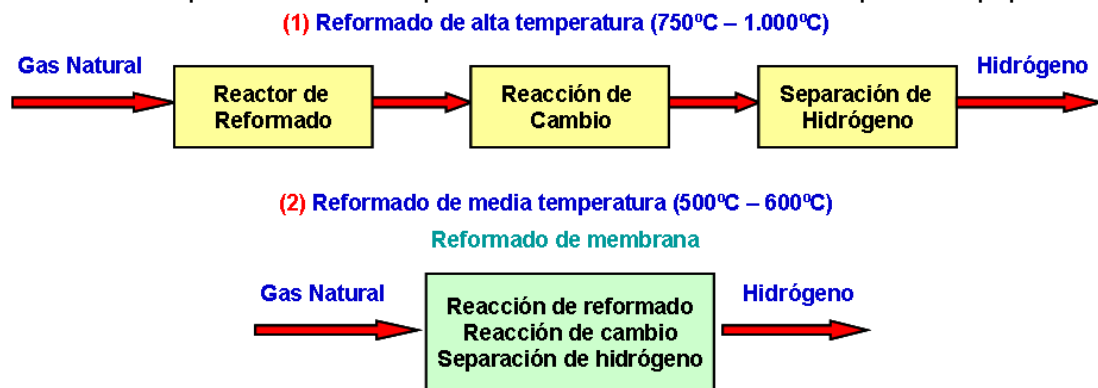 (1) Reformado de alta temperatura (750ºC – 1.000ºC)
Gas Natural
Hidrógeno
Reactor de
Reformado
Reacción de
Cambio
Separación de
Hidrógeno
(2) Reformado de media temperatura (500ºC – 600ºC)
Reformado de membrana
Gas Natural
Hidrógeno
Reacción de reformado
Reacción de cambio
Separación de hidrógeno